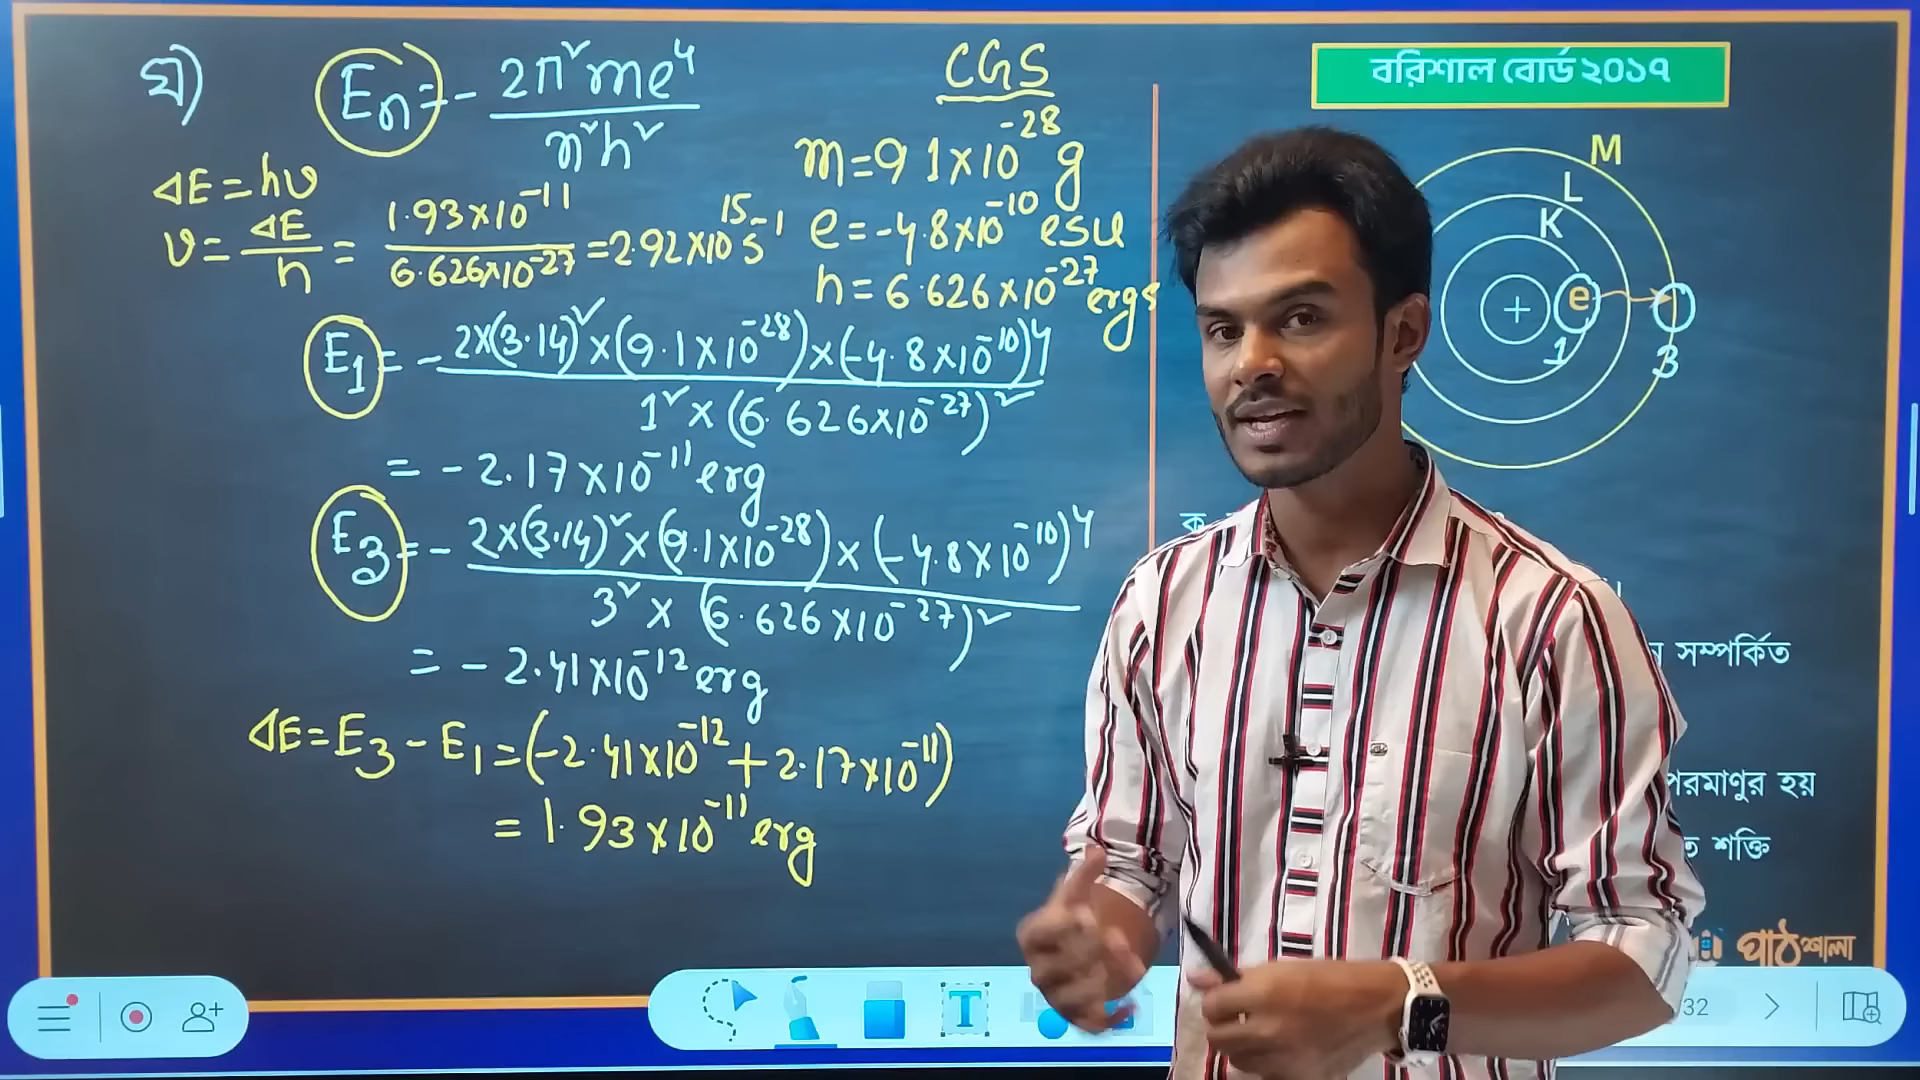 ঘ) En = - 2π²me⁴ / n²h²
CGS
m=9 1×10⁻²⁸ g
e=-4.8×10⁻¹⁰ esu
h=6.626×10⁻²⁷ ergs
ΔE=hυ
υ= ΔE / h = 1.93×10⁻¹¹ / 6.626×10⁻²⁷ =2.92×10¹⁵ s⁻¹
E₁ = - 2×(3.14)²×(9.1×10⁻²⁸)×(-4.8×10⁻¹⁰)⁴ / 1²×(6.626×10⁻²⁷)²
= -2.17×10⁻¹¹ erg
E₃ = - 2×(3.14)²×(9.1×10⁻²⁸)×(-4.8×10⁻¹⁰)⁴ / 3²×(6.626×10⁻²⁷)²
= -2.41×10⁻¹² erg
ΔE=E₃-E₁=(-2.41×10⁻¹²+2.17×10⁻¹¹)
=1.93×10⁻¹¹ erg
বরিশাল বোর্ড ২০১৭
M
L
K
+ e
1 3
সম্পর্কিত
পরমাণুর হয়
শক্তি
পাঠশালা
T
32